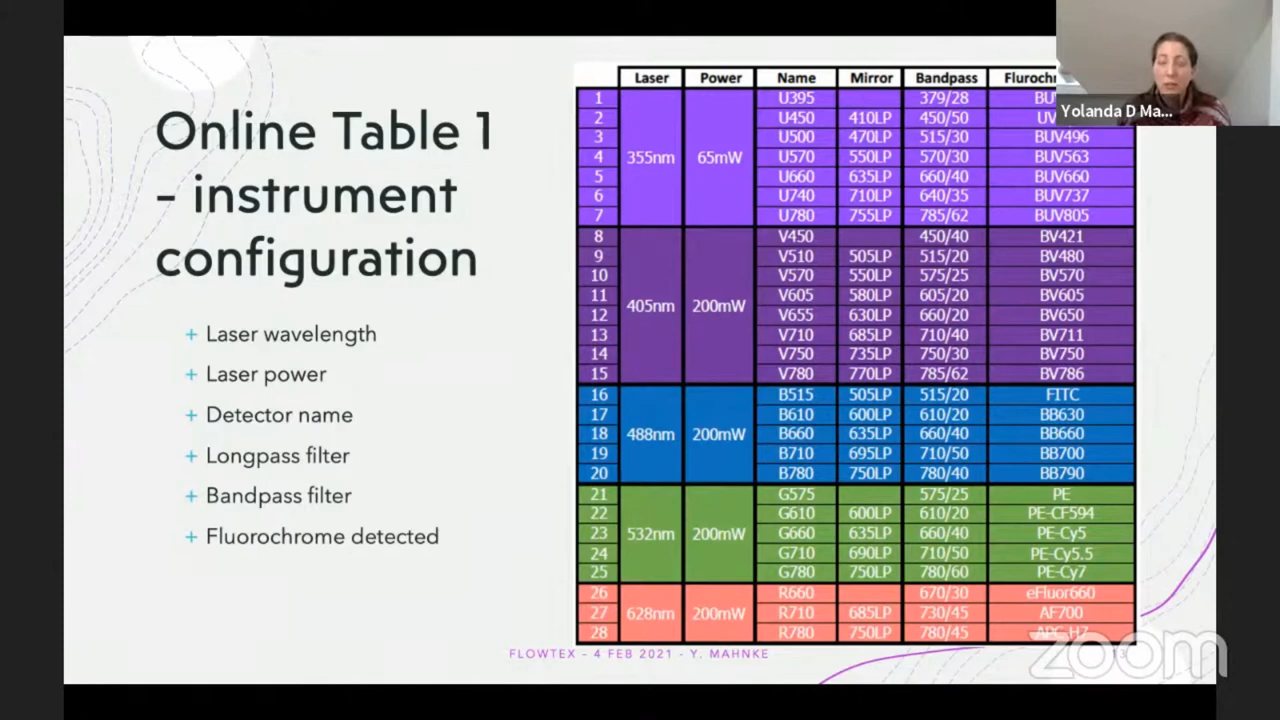 Online Table 1
- instrument
configuration
+ Laser wavelength
+ Laser power
+ Detector name
+ Longpass filter
+ Bandpass filter
+ Fluorochrome detected
Laser Power Name Mirror Bandpass
1 U395 379/28
2 U450 410LP 450/50
3 U500 470LP 515/30 BUV496
4 355nm 65mW U570 550LP 570/30 BUV563
5 U660 635LP 660/40 BUV660
6 U740 710LP 640/35 BUV737
7 U780 755LP 785/62 BUV805
8 V450 450/40 BV421
9 V510 505LP 515/20 BV480
10 V570 550LP 575/25 BV570
11 405nm 200mW V605 580LP 605/20 BV605
12 V655 630LP 660/20 BV650
13 V710 685LP 710/40 BV711
14 V750 735LP 750/30 BV750
15 V780 770LP 785/62 BV786
16 B515 505LP 515/20 FITC
17 B610 600LP 610/20 BB630
18 488nm 200mW B660 635LP 660/40 BB660
19 B710 695LP 710/50 BB700
20 B780 750LP 780/40 BB790
21 G575 575/25 PE
22 G610 600LP 610/20 PE-CF594
23 532nm 200mW G660 635LP 660/40 PE-Cy5
24 G710 690LP 710/50 PE-Cy5.5
25 G780 750LP 780/60 PE-Cy7
26 R660 670/30 eFluor660
27 628nm 200mW R710 685LP 730/45 AF700
28 R780 750LP 780/45 APC-H7
Yolanda D Ma...
FLOWTEX - 4 FEB 2021 - Y. MAHNKE
13
zoom